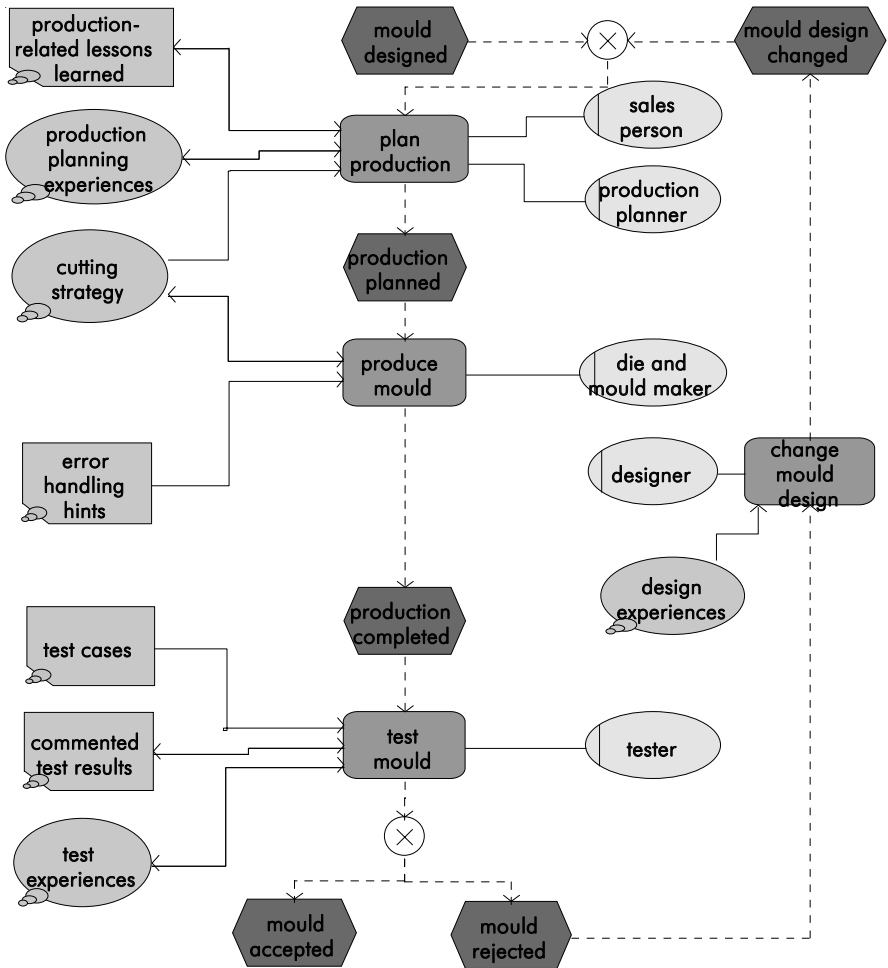 production-
related lessons
learned
mould
designed
mould design
changed
production
planning
experiences
plan
production
sales
person
production
planner
cutting
strategy
production
planned
produce
mould
die and
mould maker
error
handling
hints
designer
change
mould
design
design
experiences
production
completed
test cases
commented
test results
test
mould
tester
test
experiences
mould
accepted
mould
rejected